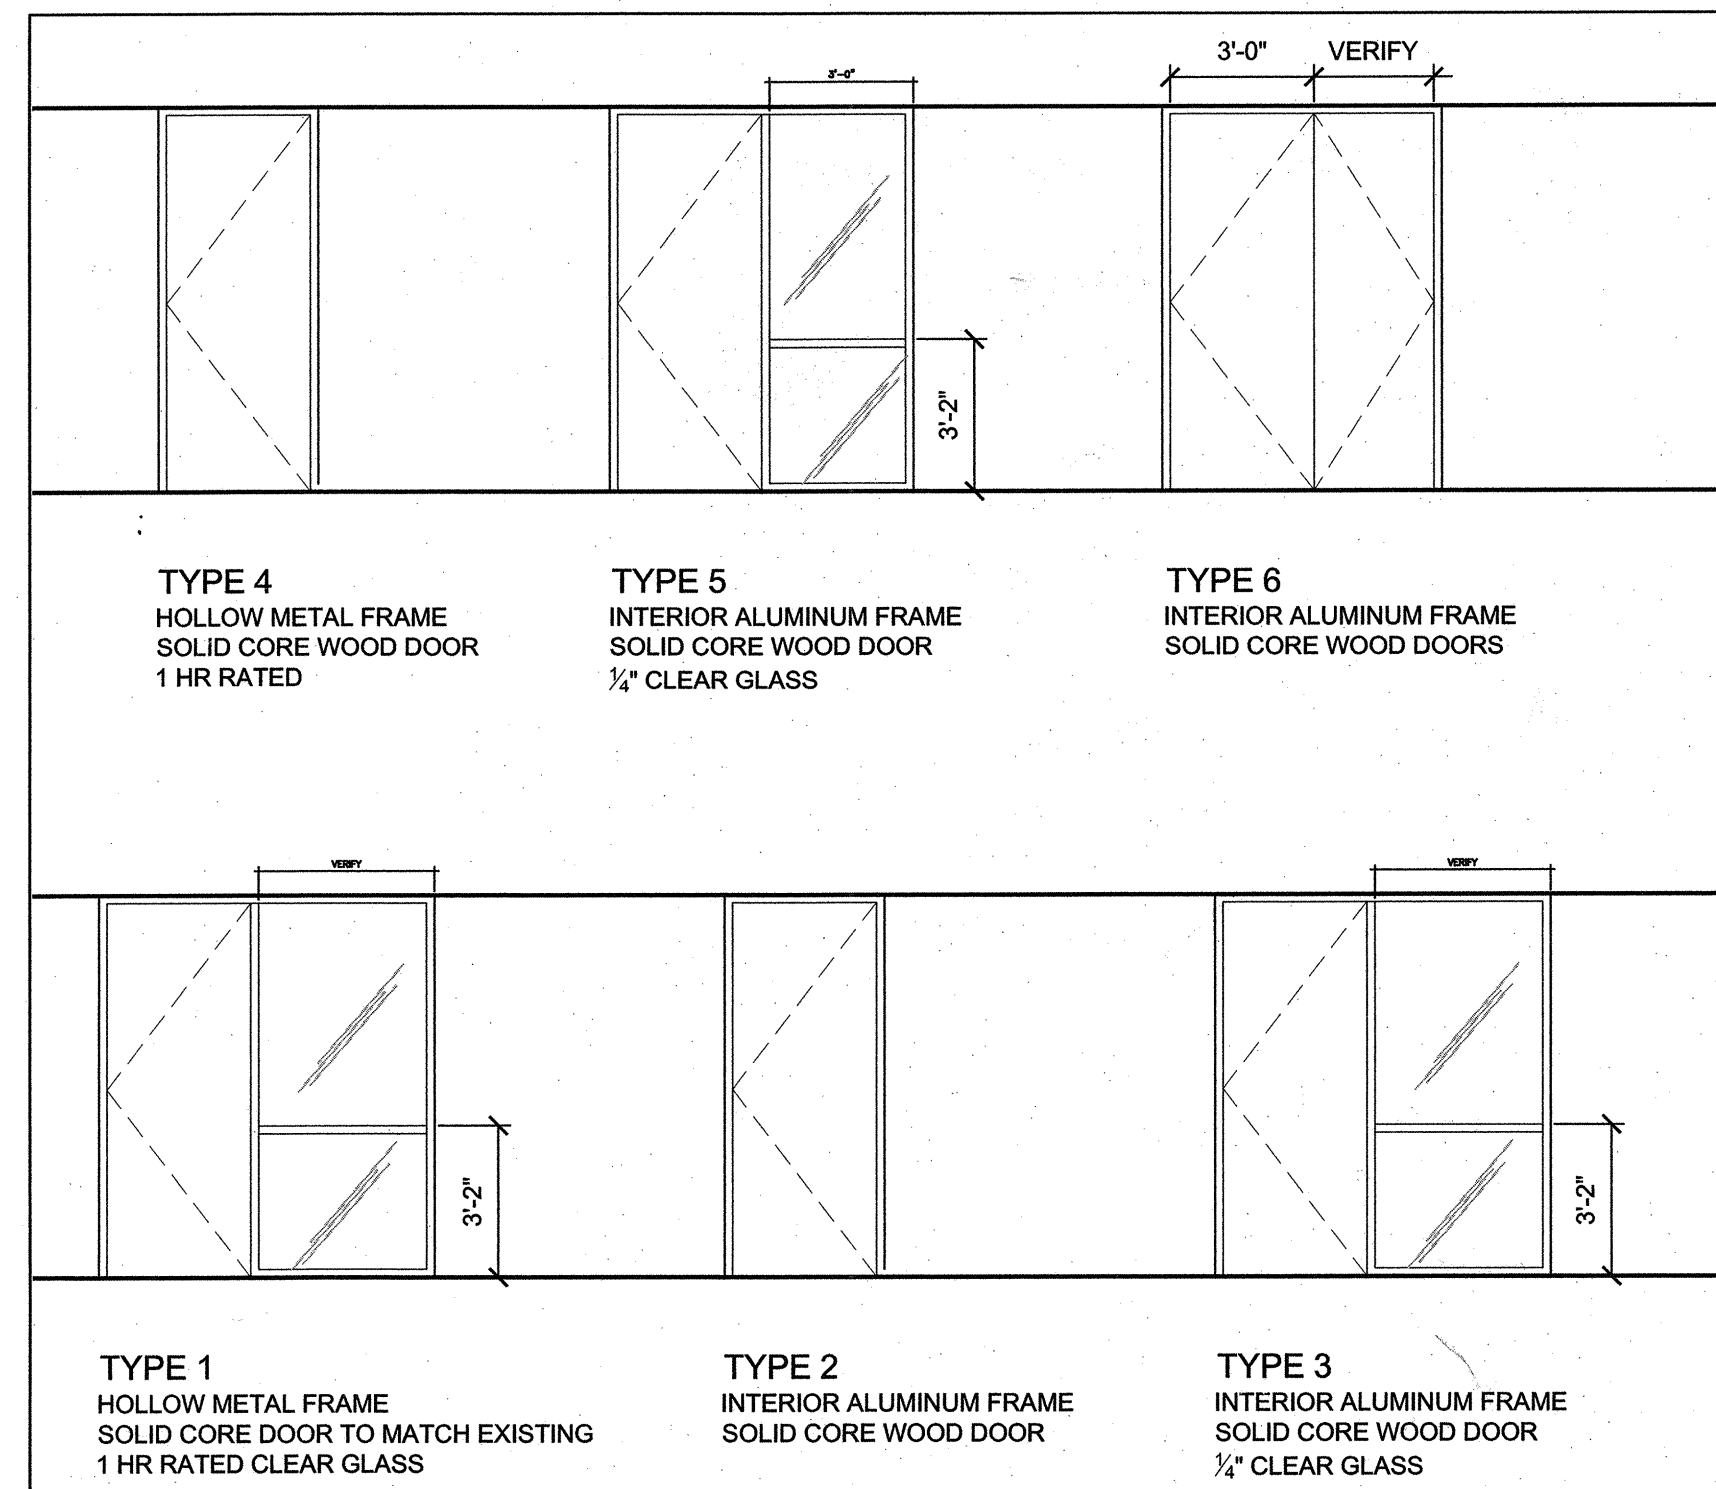 3'-0" VERIFY
3'-0"
3'-2"
TYPE 4
HOLLOW METAL FRAME
SOLID CORE WOOD DOOR
1 HR RATED
TYPE 5
INTERIOR ALUMINUM FRAME
SOLID CORE WOOD DOOR
¼" CLEAR GLASS
TYPE 6
INTERIOR ALUMINUM FRAME
SOLID CORE WOOD DOORS
VERIFY
VERIFY
3'-2"
3'-2"
TYPE 1
HOLLOW METAL FRAME
SOLID CORE DOOR TO MATCH EXISTING
1 HR RATED CLEAR GLASS
TYPE 2
INTERIOR ALUMINUM FRAME
SOLID CORE WOOD DOOR
TYPE 3
INTERIOR ALUMINUM FRAME
SOLID CORE WOOD DOOR
¼" CLEAR GLASS